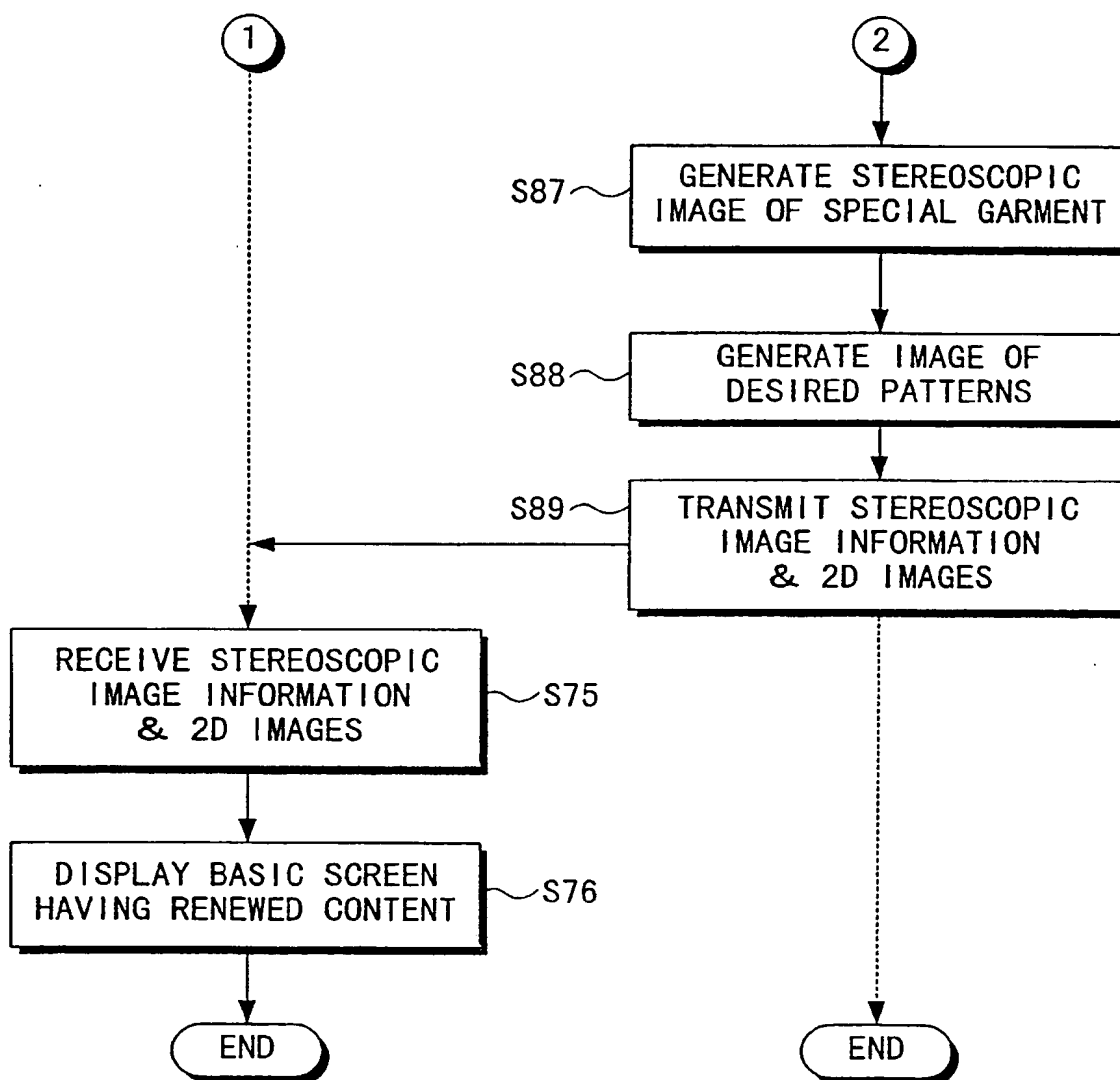 1
2
S87
GENERATE STEREOSCOPIC
IMAGE OF SPECIAL GARMENT
S88
GENERATE IMAGE OF
DESIRED PATTERNS
S89
TRANSMIT STEREOSCOPIC
IMAGE INFORMATION
& 2D IMAGES
RECEIVE STEREOSCOPIC
IMAGE INFORMATION
& 2D IMAGES
S75
DISPLAY BASIC SCREEN
HAVING RENEWED CONTENT
S76
END
END